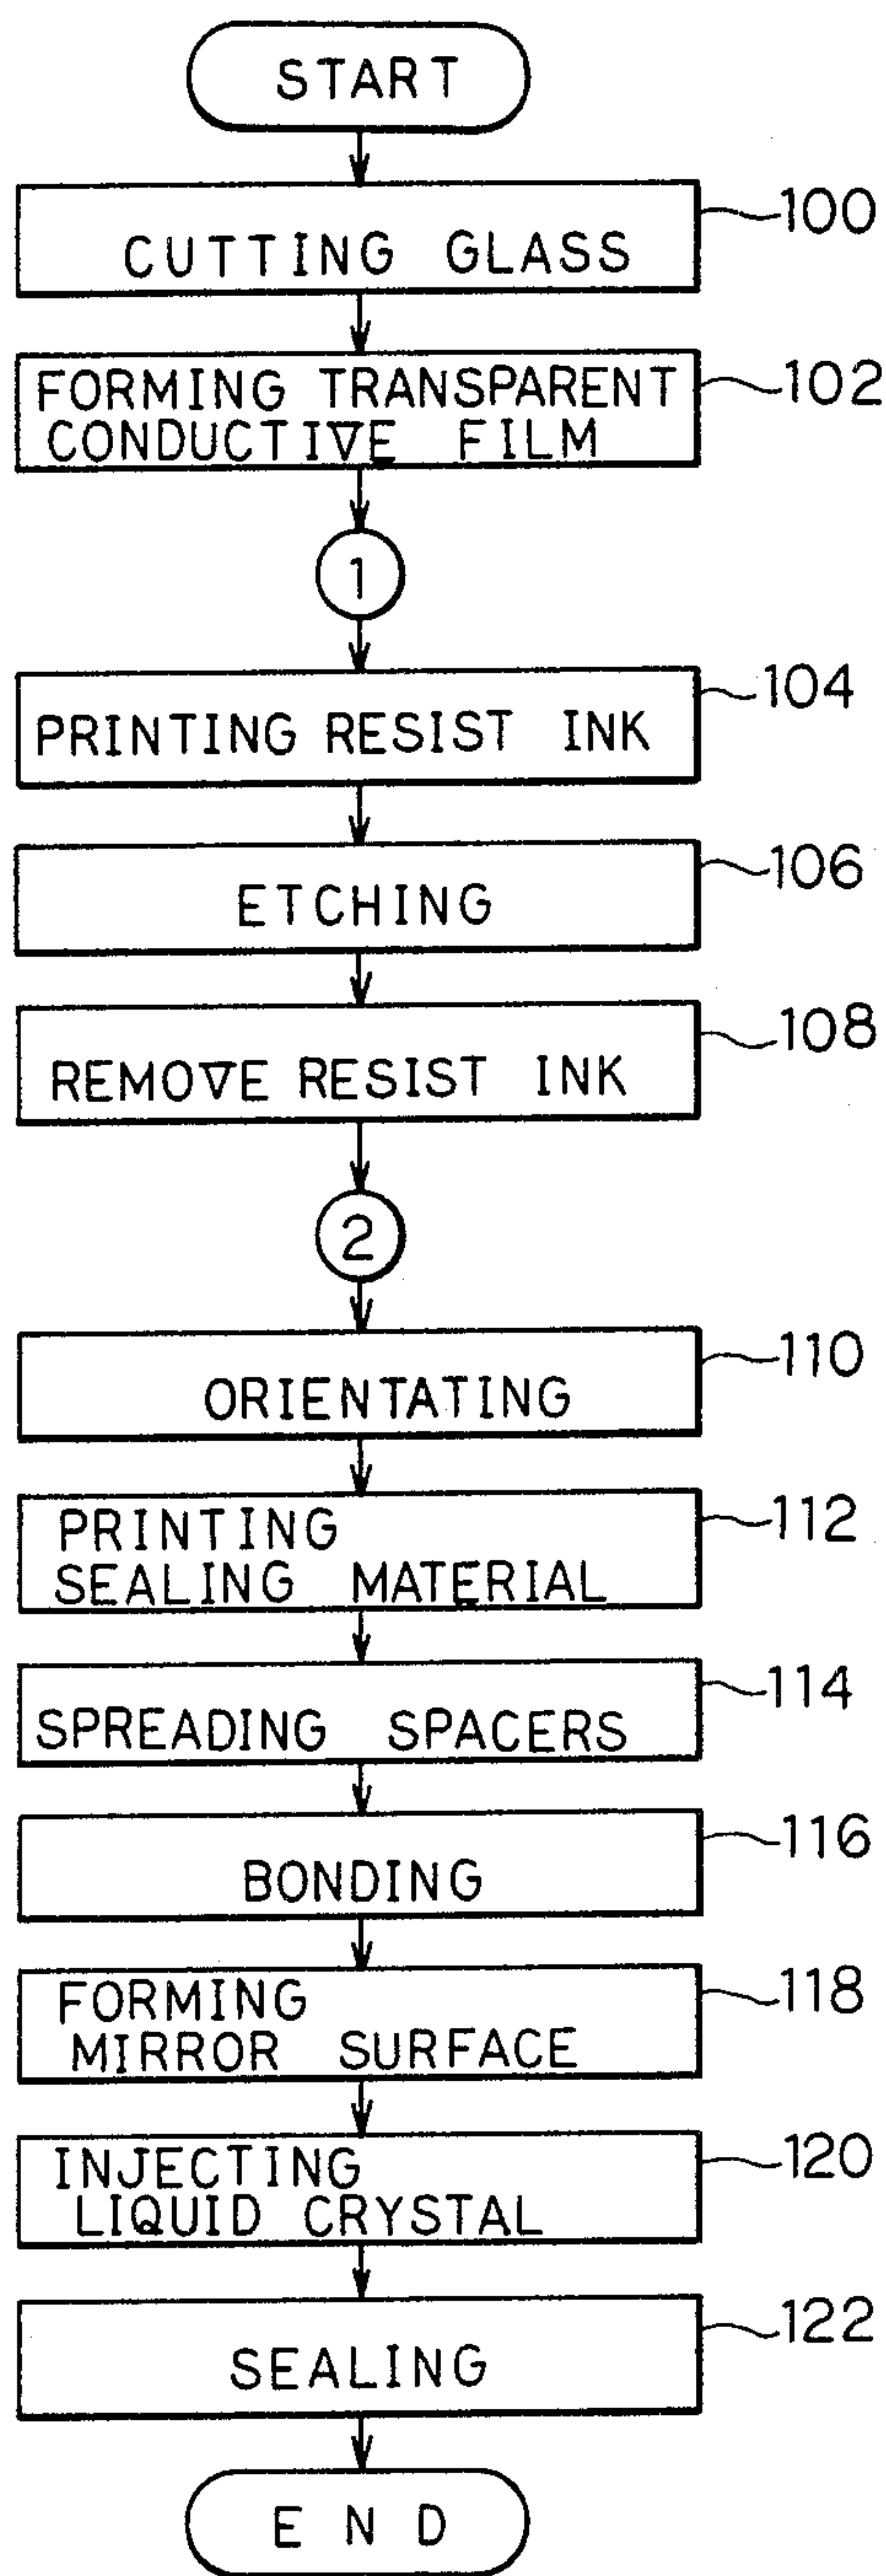 START
CUTTING GLASS
100
FORMING TRANSPARENT
CONDUCTIVE FILM
102
1
PRINTING RESIST INK
104
ETCHING
106
REMOVE RESIST INK
108
2
ORIENTATING
110
PRINTING
SEALING MATERIAL
112
SPREADING SPACERS
114
BONDING
116
FORMING
MIRROR SURFACE
118
INJECTING
LIQUID CRYSTAL
120
SEALING
122
END